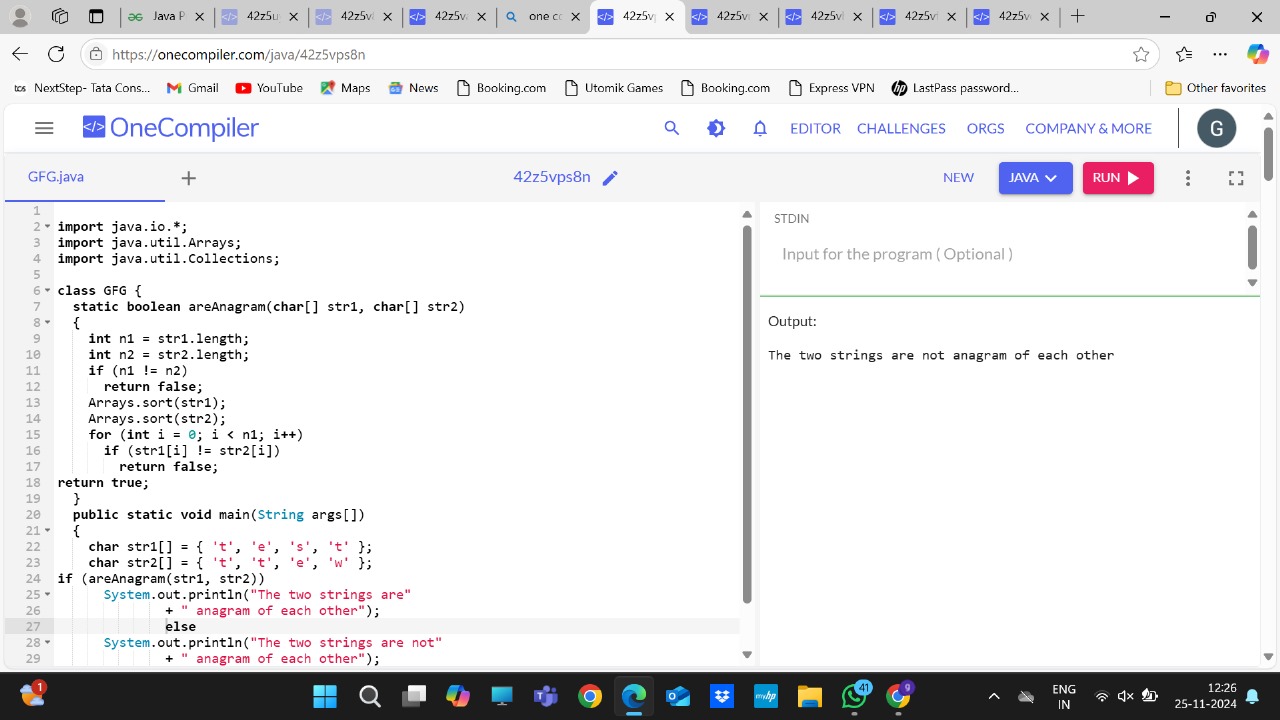 Java P
42z5u
42z5v
42z5v
one cc
42z5v
42z5v
42z5v
42z5v
42z5v
https://onecompiler.com/java/42z5vps8n
NextStep- Tata Cons...
Gmail
YouTube
Maps
News
Booking.com
Utomik Games
Booking.com
Express VPN
LastPass password...
Other favorites
OneCompiler
EDITOR
CHALLENGES
ORGS
COMPANY & MORE
G
GFG.java
42z5vps8n
NEW
JAVA
RUN
1
2 import java.io.*;
3 import java.util.Arrays;
4 import java.util.Collections;
5
6 class GFG {
7 static boolean areAnagram(char[] str1, char[] str2)
8 {
9 int n1 = str1.length;
10 int n2 = str2.length;
11 if (n1 != n2)
12 return false;
13 Arrays.sort(str1);
14 Arrays.sort(str2);
15 for (int i = 0; i < n1; i++)
16 if (str1[i] != str2[i])
17 return false;
18 return true;
19 }
20 public static void main(String args[])
21 {
22 char str1[] = { 't', 'e', 's', 't' };
23 char str2[] = { 't', 't', 'e', 'w' };
24 if (areAnagram(str1, str2))
25 System.out.println("The two strings are"
26 + " anagram of each other");
27 else
28 System.out.println("The two strings are not"
29 + " anagram of each other");
STDIN
Input for the program ( Optional )
Output:
The two strings are not anagram of each other
1
41
9
ENG
IN
12:26
25-11-2024